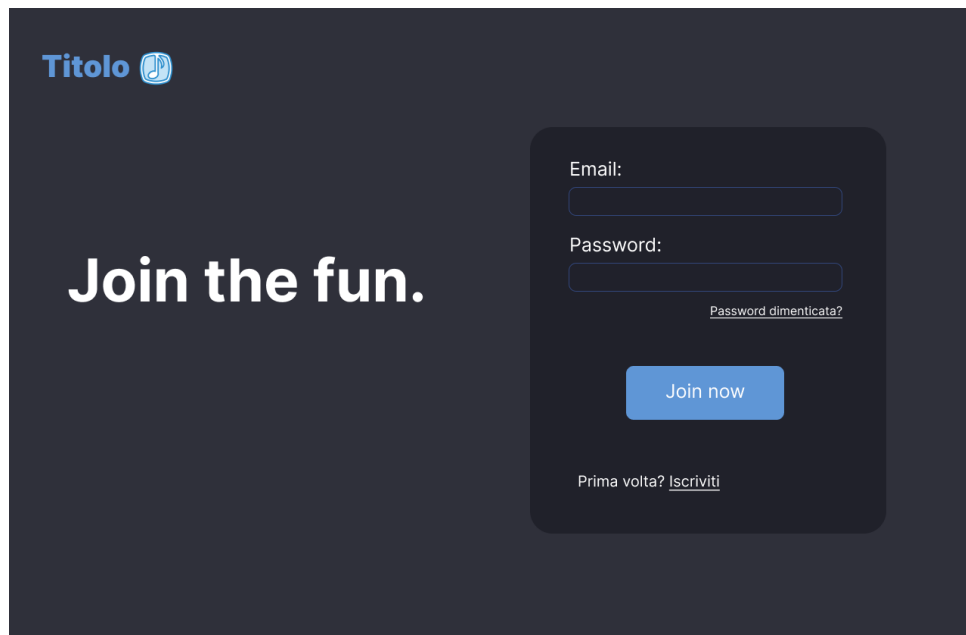 Titolo
Join the fun.
Email:
Password:
Password dimenticata?
Join now
Prima volta? Iscriviti